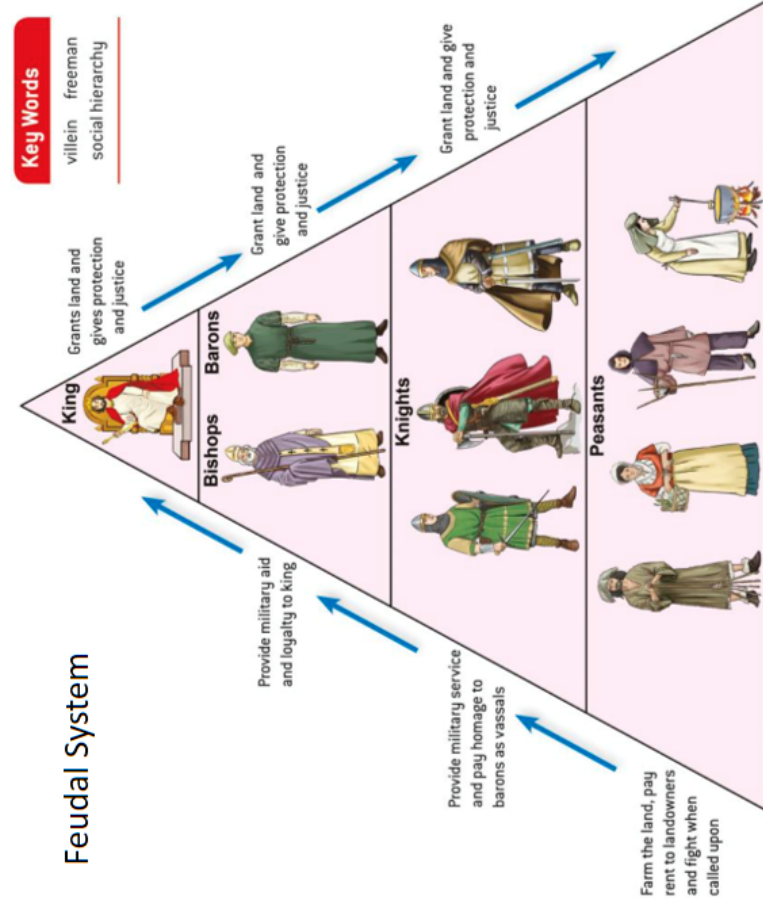 Feudal System
Key Words
villein freeman
social hierarchy
King
Grants land and
gives protection
and justice
Provide military aid
and loyalty to king
Bishops
Barons
Grant land and
give protection
and justice
Provide military service
and pay homage to
barons as vassals
Knights
Grant land and give
protection and
justice
Farm the land, pay
rent to landowners
and fight when
called upon
Peasants